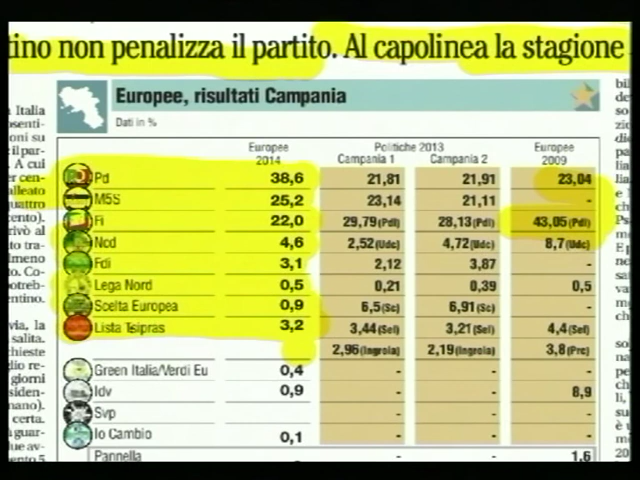 tino non penalizza il partito. Al capolinea la stagione
Europee, risultati Campania
Dati in %
Europee 2014 Politiche 2013 Campania 1 Campania 2 Europee 2009
Pd 38,6 21,81 21,91 23,04
M5S 25,2 23,14 21,11 -
Fi 22,0 29,79(Pdl) 28,13(Pdl) 43,05(Pdl)
Ncd 4,6 2,52(Udc) 4,72(Udc) 8,7(Udc)
Fdi 3,1 2,12 3,87 -
Lega Nord 0,5 0,21 0,39 0,5
Scelta Europea 0,9 6,5(Sc) 6,91(Sc) -
Lista Tsipras 3,2 3,44(Sel) 3,21(Sel) 4,4(Sel)
2,96(Ingroia) 2,19(Ingroia) 3,8(Prc)
Green Italia/Verdi Eu 0,4 - - -
Idv 0,9 - - 8,9
Svp - - -
Io Cambio 0,1 - - -
Pannella 1,6